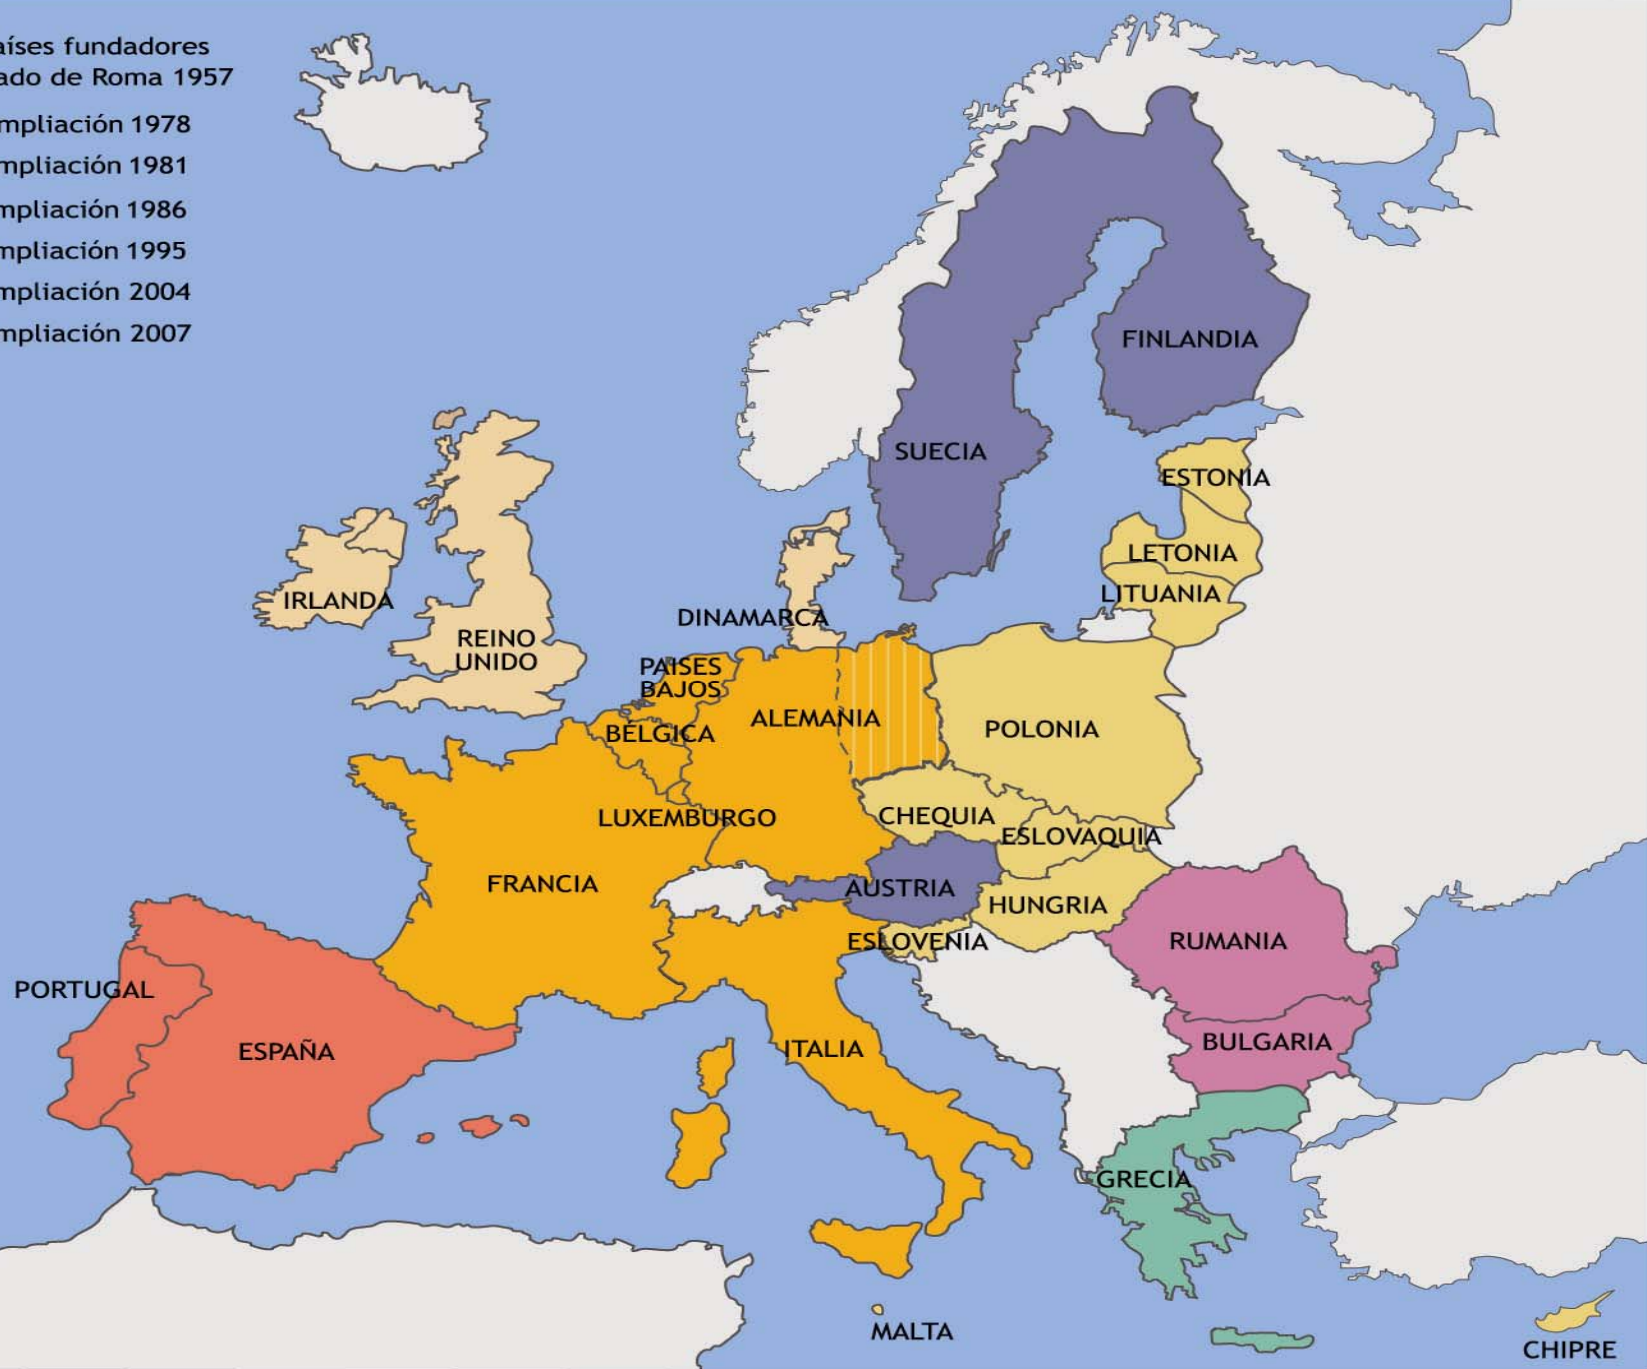 aíses fundadores
ado de Roma 1957
mpliación 1978
mpliación 1981
mpliación 1986
mpliación 1995
mpliación 2004
mpliación 2007
FINLANDIA
SUECIA
ESTONIA
LETONIA
LITUANIA
IRLANDA
DINAMARCA
REINO
UNIDO
PAISES
BAJOS
BÉLGICA
ALEMANIA
POLONIA
LUXEMBURGO
CHEQUIA
ESLOVAQUIA
FRANCIA
AUSTRIA
HUNGRIA
ESLOVENIA
RUMANIA
PORTUGAL
ESPAÑA
ITALIA
BULGARIA
GRECIA
MALTA
CHIPRE